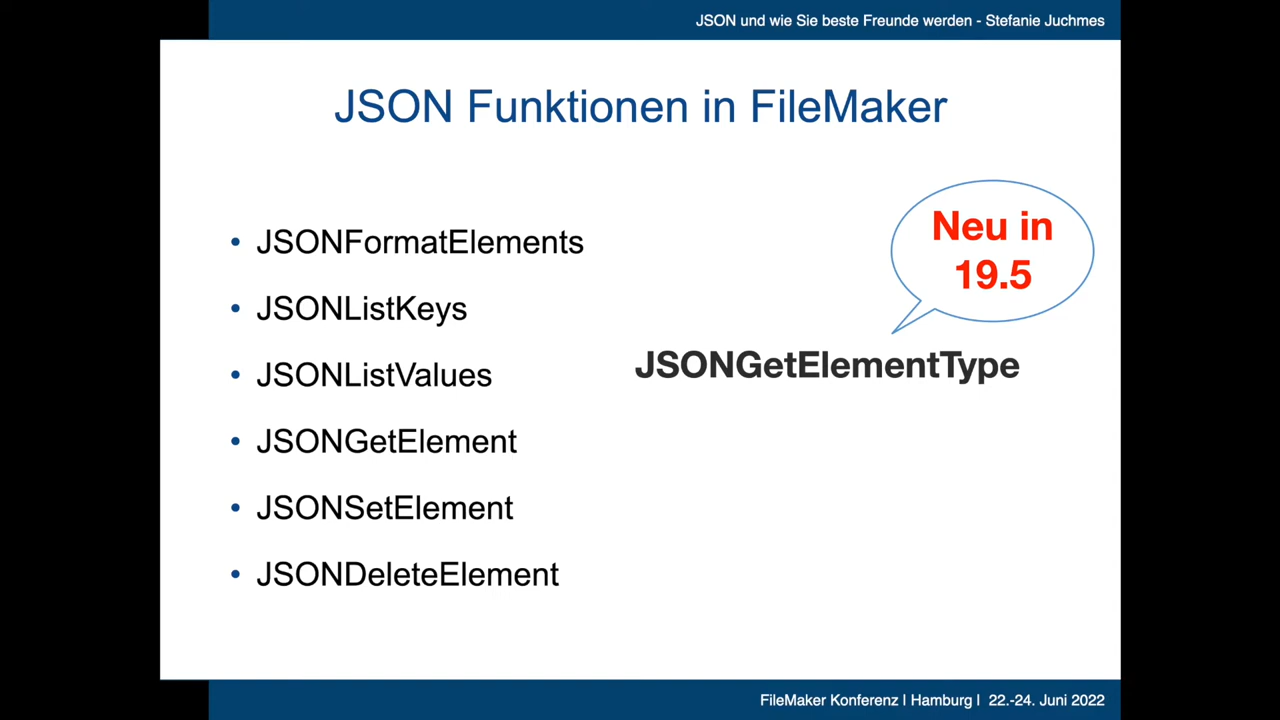 JSON und wie Sie beste Freunde werden - Stefanie Juchmes
JSON Funktionen in FileMaker
• JSONFormatElements
• JSONListKeys
• JSONListValues
• JSONGetElement
• JSONSetElement
• JSONDeleteElement
Neu in
19.5
JSONGetElementType
FileMaker Konferenz | Hamburg | 22.-24. Juni 2022